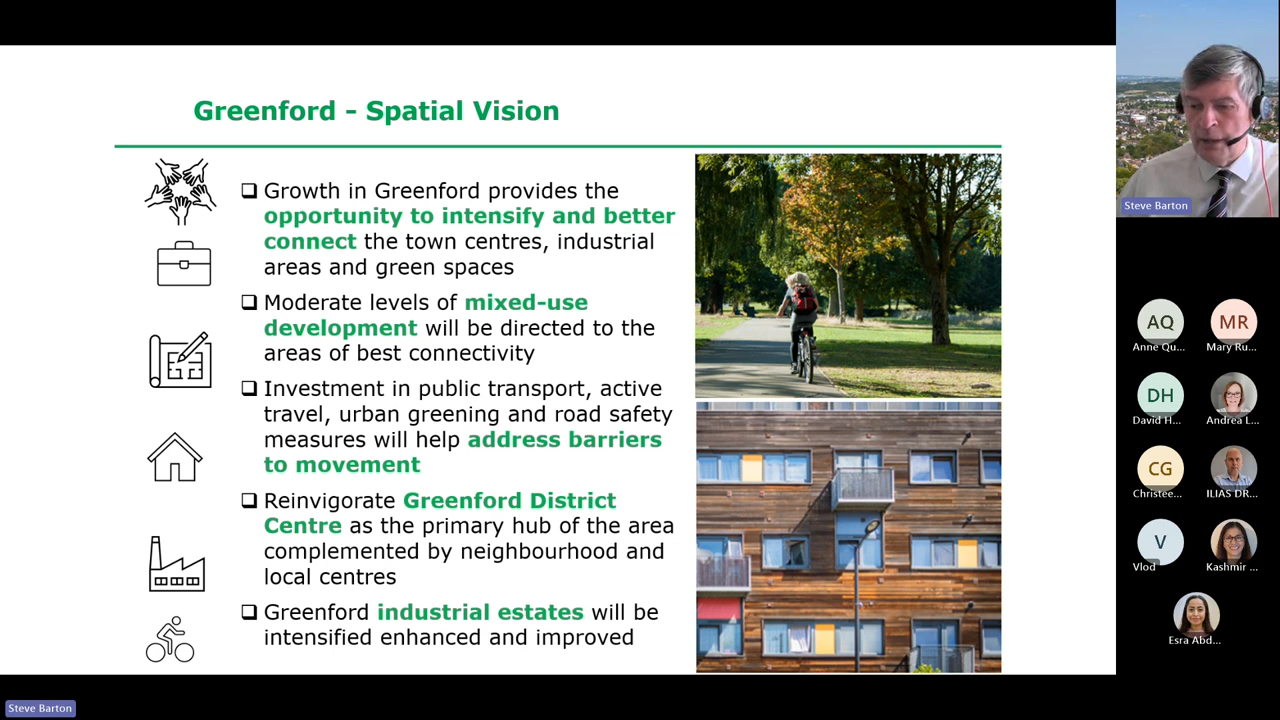 Greenford - Spatial Vision
❑ Growth in Greenford provides the
opportunity to intensify and better
connect the town centres, industrial
areas and green spaces
❑ Moderate levels of mixed-use
development will be directed to the
areas of best connectivity
❑ Investment in public transport, active
travel, urban greening and road safety
measures will help address barriers
to movement
❑ Reinvigorate Greenford District
Centre as the primary hub of the area
complemented by neighbourhood and
local centres
❑ Greenford industrial estates will be
intensified enhanced and improved
Steve Barton
AQ
Anne Qu...
MR
Mary Ru...
DH
David H...
Andrea L...
CG
Christee...
ILIAS DR...
V
Vlod
Kashmir ...
Esra Abd...
Steve Barton